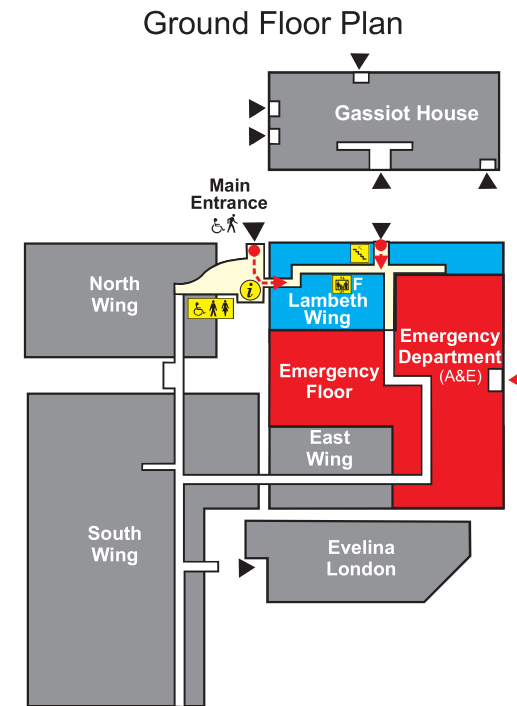 Ground Floor Plan
Gassiot House
Main
Entrance
North
Wing
i
F
Lambeth
Wing
Emergency
Department
(A&E)
Emergency
Floor
East
Wing
South
Wing
Evelina
London